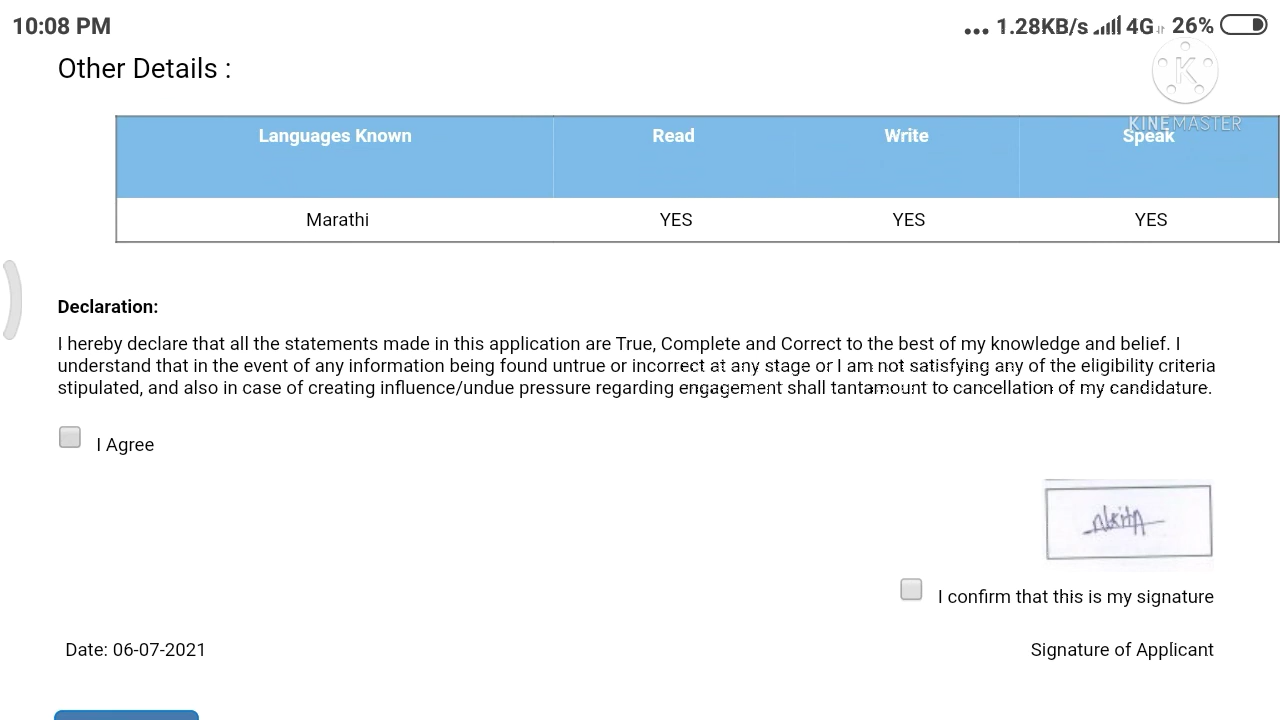 10:08 PM ... 1.28KB/s 4G 26%
K
KINEMASTER
Other Details :
Languages Known Read Write Speak
Marathi YES YES YES
Declaration:
I hereby declare that all the statements made in this application are True, Complete and Correct to the best of my knowledge and belief. I
understand that in the event of any information being found untrue or incorrect at any stage or I am not satisfying any of the eligibility criteria
stipulated, and also in case of creating influence/undue pressure regarding engagement shall tantamount to cancellation of my candidature.
I Agree
I confirm that this is my signature
Date: 06-07-2021 Signature of Applicant